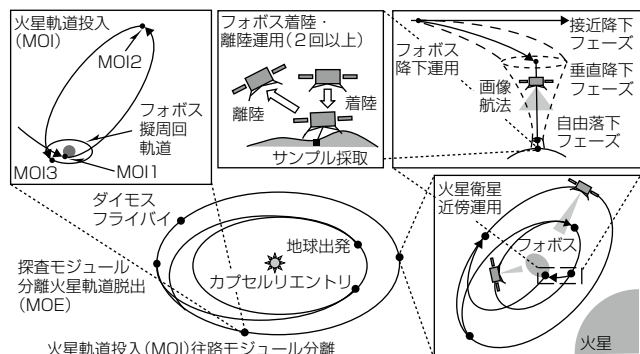 火星軌道投入
(MOI)
MOI2
フォボス
擬周回
軌道
MOI3
MOI1
フォボス着陸・
離陸運用(2回以上)
離陸
着陸
サンプル採取
フォボス
降下運用
接近降下
フェーズ
垂直降下
フェーズ
画像
航法
自由落下
フェーズ
ダイモス
フライバイ
地球出発
カプセルリエントリ
探査モジュール
分離火星軌道脱出
(MOE)
火星軌道投入(MOI)往路モジュール分離
火星衛星
近傍運用
フォボス
火星